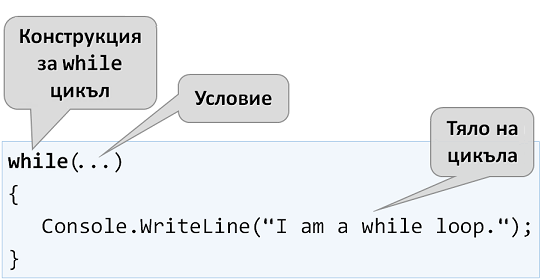 Конструкция
за while
цикъл
Условие
Тяло на
цикъла
while(...)
{
Console.WriteLine("I am a while loop.");
}